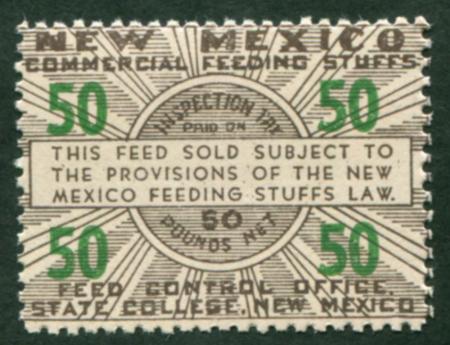 NEW MEXICO
COMMERCIAL FEEDING STUFFS
50 50
INSPECTION TAX
PAID ON
THIS FEED SOLD SUBJECT TO
THE PROVISIONS OF THE NEW
MEXICO FEEDING STUFFS LAW.
50
POUNDS NET
50 50
FEED CONTROL OFFICE.
STATE COLLEGE, NEW MEXICO